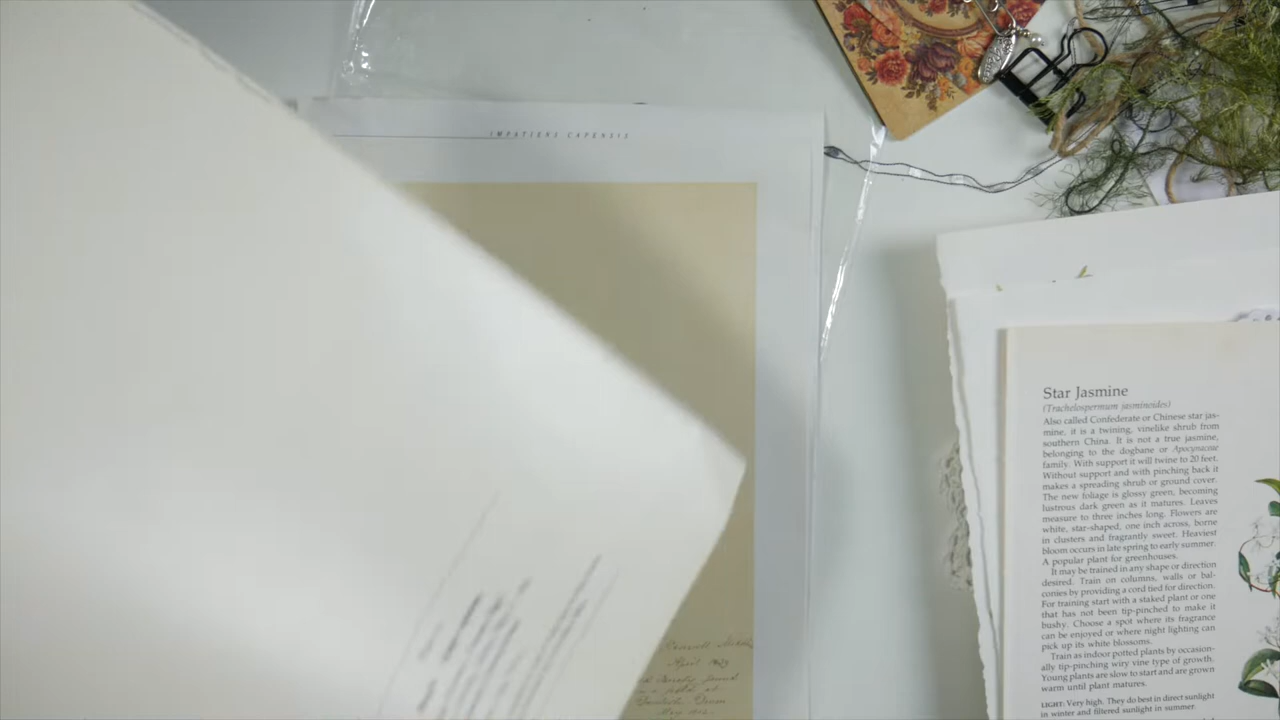 IMPATIENS CAPENSIS
Star Jasmine
(Trachelospermum jasminoides)
Also called Confederate or Chinese star jas-
mine, it is a twining, vinelike shrub from
southern China. It is not a true jasmine,
belonging to the dogbane or Apocynaceae
family. With support it will twine to 20 feet.
Without support and with pinching back it
makes a spreading shrub or ground cover.
The new foliage is glossy green, becoming
lustrous dark green as it matures. Leaves
measure to three inches long. Flowers are
white, star-shaped, one inch across, borne
in clusters and fragrantly sweet. Heaviest
bloom occurs in late spring to early summer.
A popular plant for greenhouses.
It may be trained in any shape or direction
desired. Train on columns, walls or bal-
conies by providing a cord tied for direction.
For training start with a staked plant or one
that has not been tip-pinched to make it
bushy. Choose a spot where its fragrance
can be enjoyed or where night lighting can
pick up its white blossoms.
Train as indoor potted plants by occasion-
ally tip-pinching wiry vine type of growth.
Young plants are slow to start and are grown
warm until plant matures.
LIGHT: Very high. They do best in direct sunlight
in winter and filtered sunlight in summer.
April